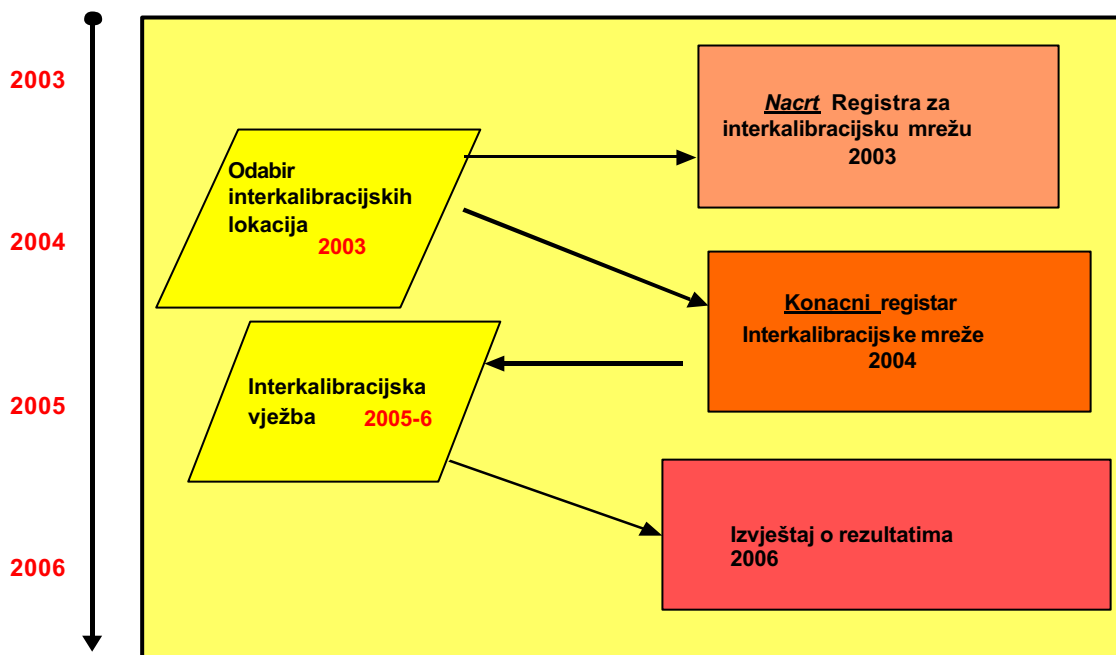 2003
2004
2005
2006
Odabir
interkalibracijskih
lokacija
2003
Nacrt Registra za
interkalibracijsku mrežu
2003
Konacni registar
Interkalibracijske mreže
2004
Interkalibracijska
vježba 2005-6
Izvještaj o rezultatima
2006